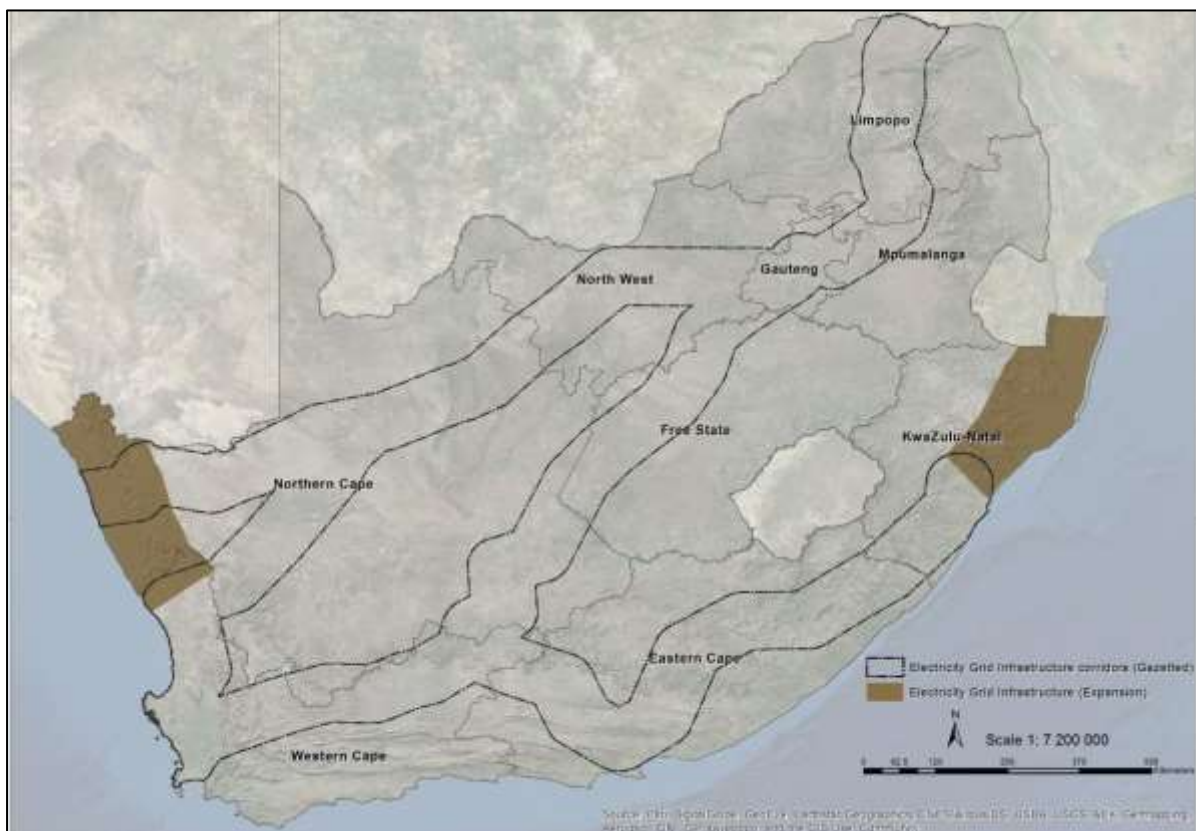 Limpopo
Mpumalanga
Gauteng
North West
Free State
KwaZulu-Natal
Northern Cape
Eastern Cape
Western Cape
Electricity Grid Infrastructure corridors (Gazetted)
Electricity Grid Infrastructure (Expansion)
N
Scale 1: 7 200 000